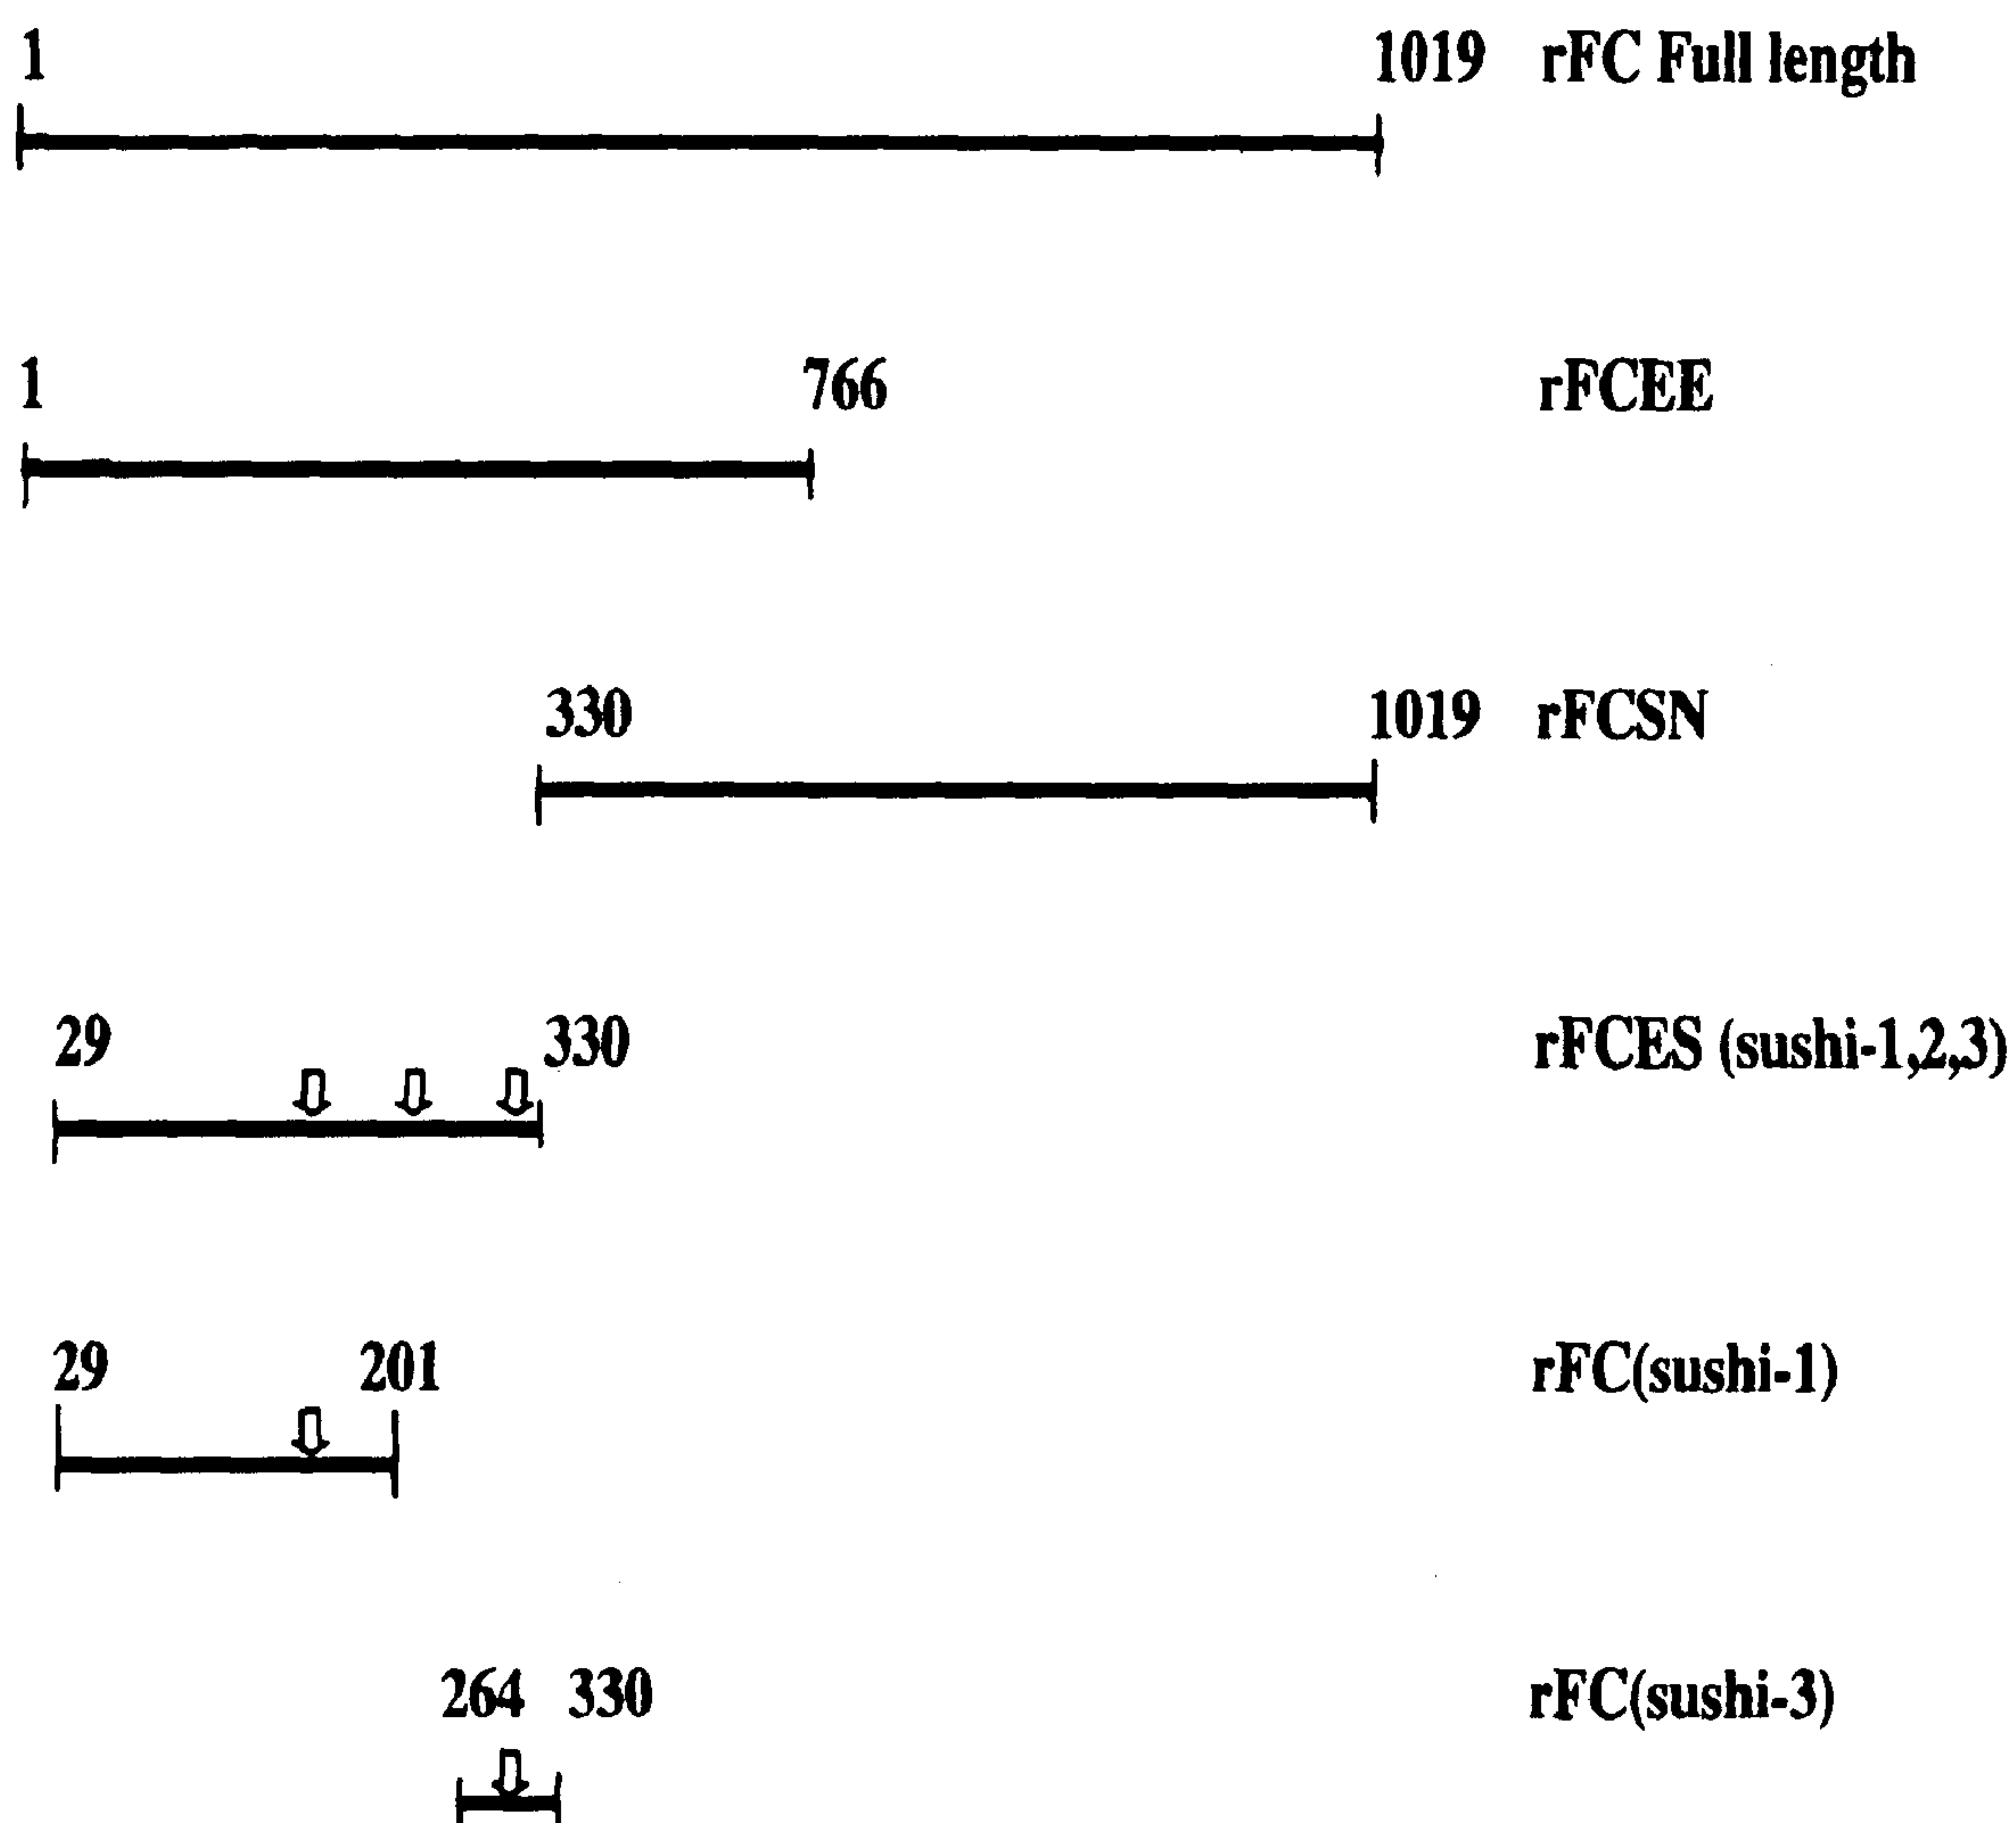 1 1019 rFC Full length
1 766 rFCEE
330 1019 rFCSN
29 330 rFCES (sushi-1,2,3)
29 201 rFC(sushi-1)
264 330 rFC(sushi-3)